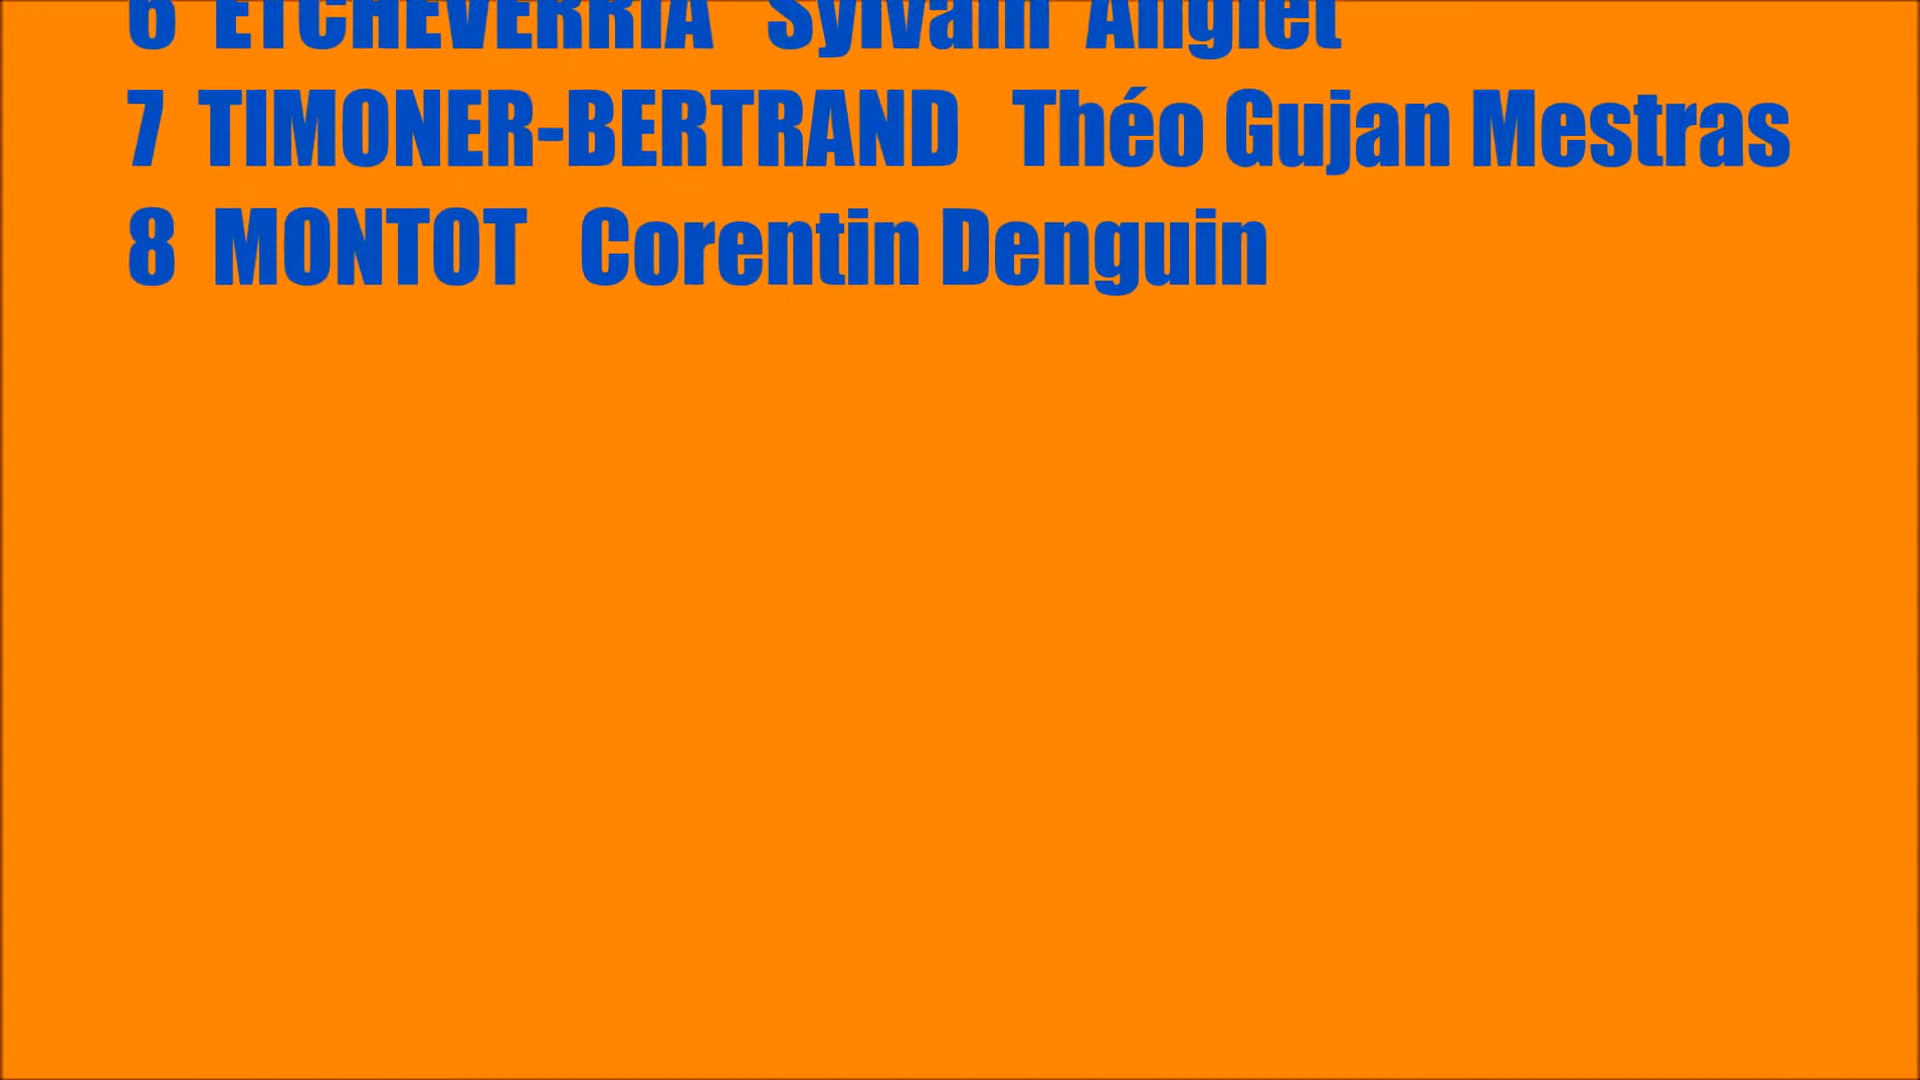 6 ETCHEVERRIA Sylvain Anglet
7 TIMONER-BERTRAND Théo Gujan Mestras
8 MONTOT Corentin Denguin